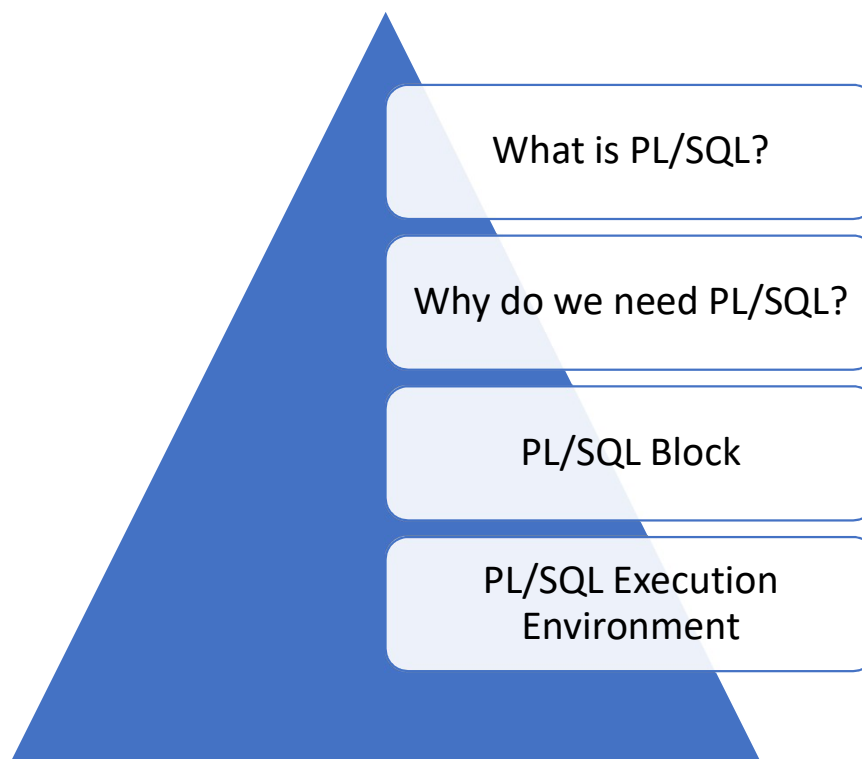 What is PL/SQL?
Why do we need PL/SQL?
PL/SQL Block
PL/SQL Execution
Environment